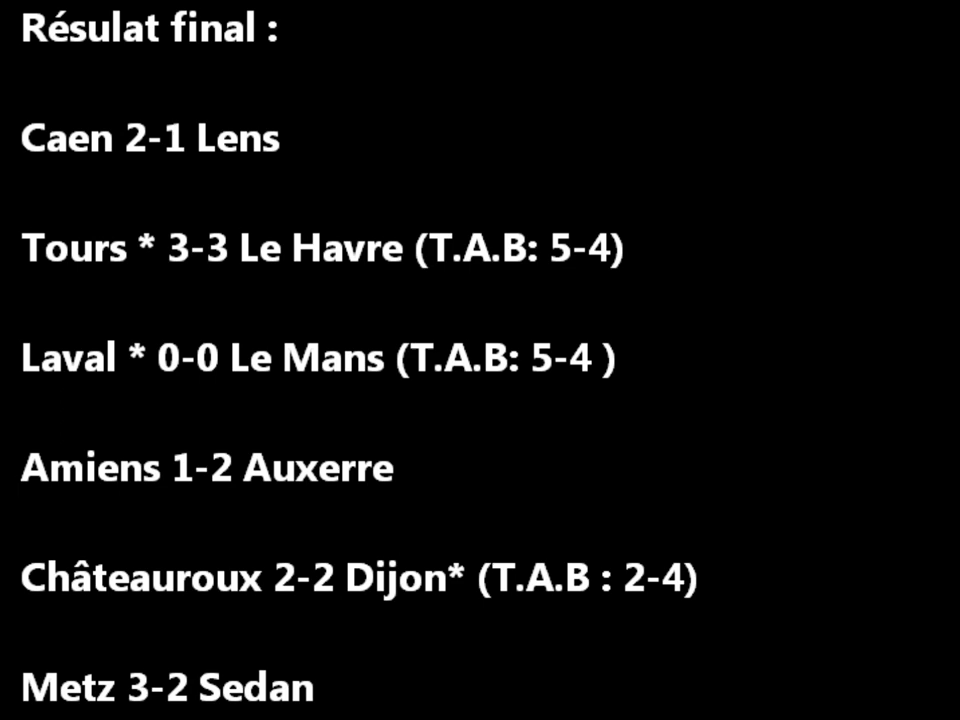 Résulat final :
Caen 2-1 Lens
Tours * 3-3 Le Havre (T.A.B: 5-4)
Laval * 0-0 Le Mans (T.A.B: 5-4 )
Amiens 1-2 Auxerre
Châteauroux 2-2 Dijon* (T.A.B : 2-4)
Metz 3-2 Sedan